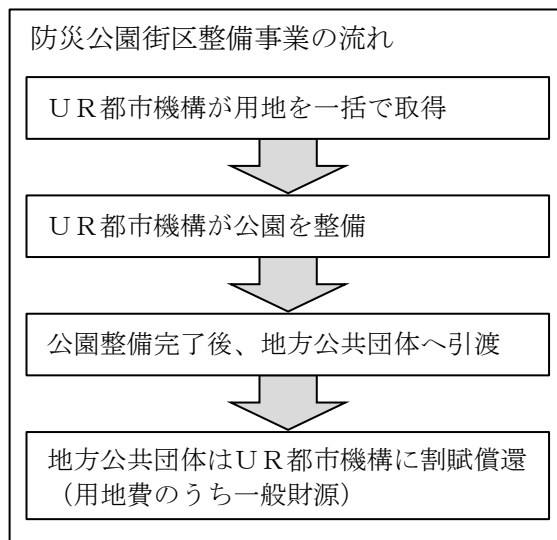 防災公園街区整備事業の流れ
ＵＲ都市機構が用地を一括で取得
ＵＲ都市機構が公園を整備
公園整備完了後、地方公共団体へ引渡
地方公共団体はＵＲ都市機構に割賦償還
（用地費のうち一般財源）